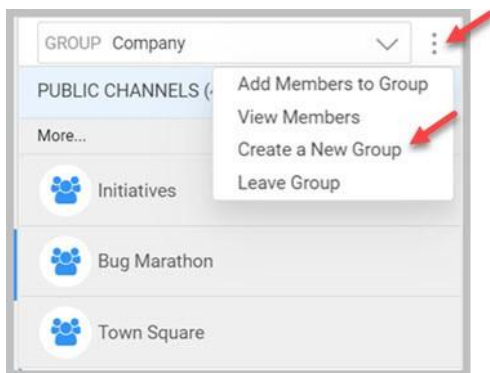 GROUP Company
PUBLIC CHANNELS (
Add Members to Group
View Members
More...
Create a New Group
Leave Group
Initiatives
Bug Marathon
Town Square